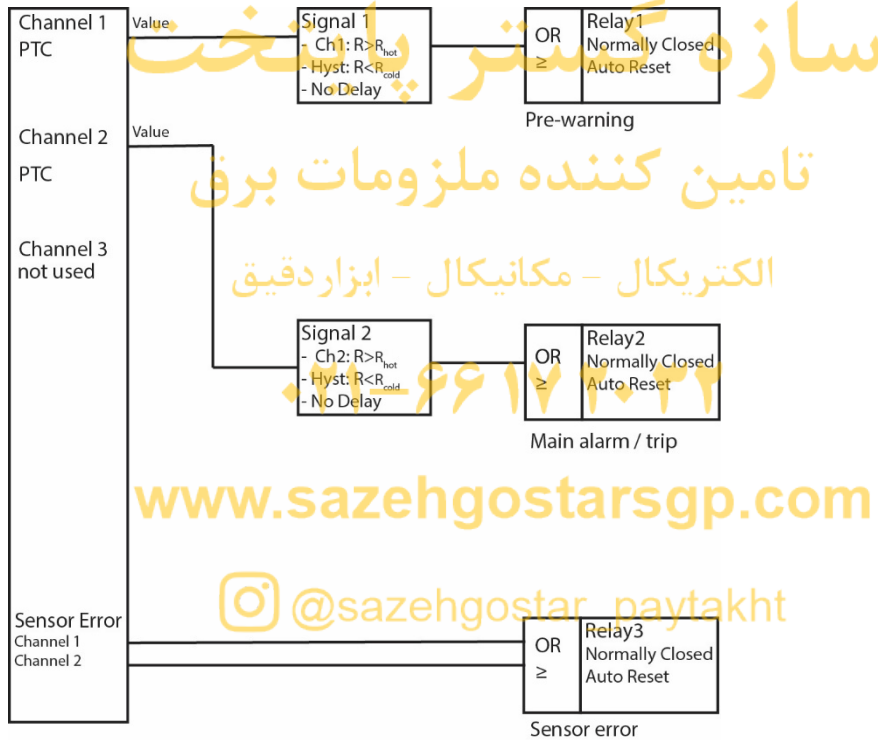 Channel 1
PTC
Value
Signal 1
- Ch1: R>Rhot
- Hyst: R<Rcold
- No Delay
OR
≥
Relay1
Normally Closed
Auto Reset
Pre-warning
سازه گستر پایتخت
Channel 2
PTC
Value
تامین کننده ملزومات برق
Channel 3
not used
الکتریکال – مکانیکال – ابزاردقیق
Signal 2
- Ch2: R>Rhot
- Hyst: R<Rcold
- No Delay
OR
≥
Relay2
Normally Closed
Auto Reset
۰۲۱–۶۶۱۷۲۰۳۲
Main alarm / trip
www.sazehgostarsgp.com
@sazehgostar_paytakht
Sensor Error
Channel 1
Channel 2
OR
≥
Relay3
Normally Closed
Auto Reset
Sensor error